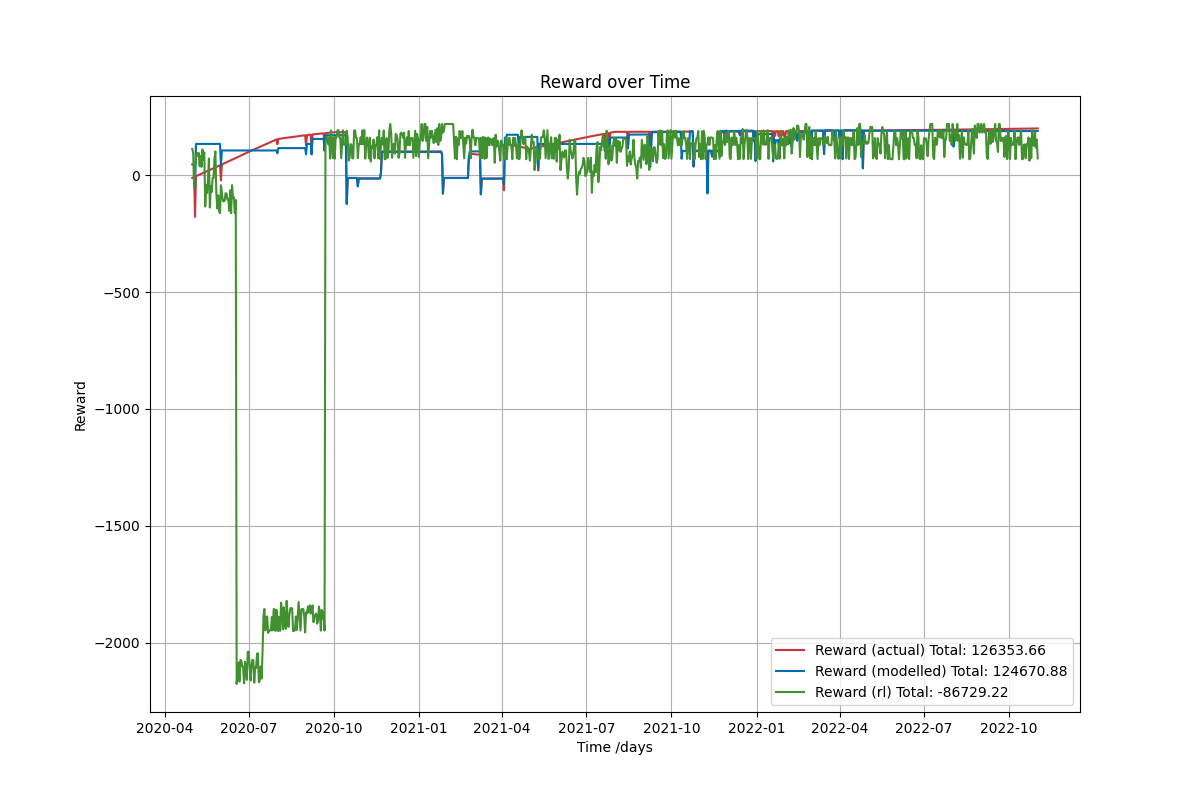 Reward over Time
Reward
0
−500
−1000
−1500
−2000
Reward (actual) Total: 126353.66
Reward (modelled) Total: 124670.88
Reward (rl) Total: -86729.22
2020-04 2020-07 2020-10 2021-01 2021-04 2021-07 2021-10 2022-01 2022-04 2022-07 2022-10
Time /days